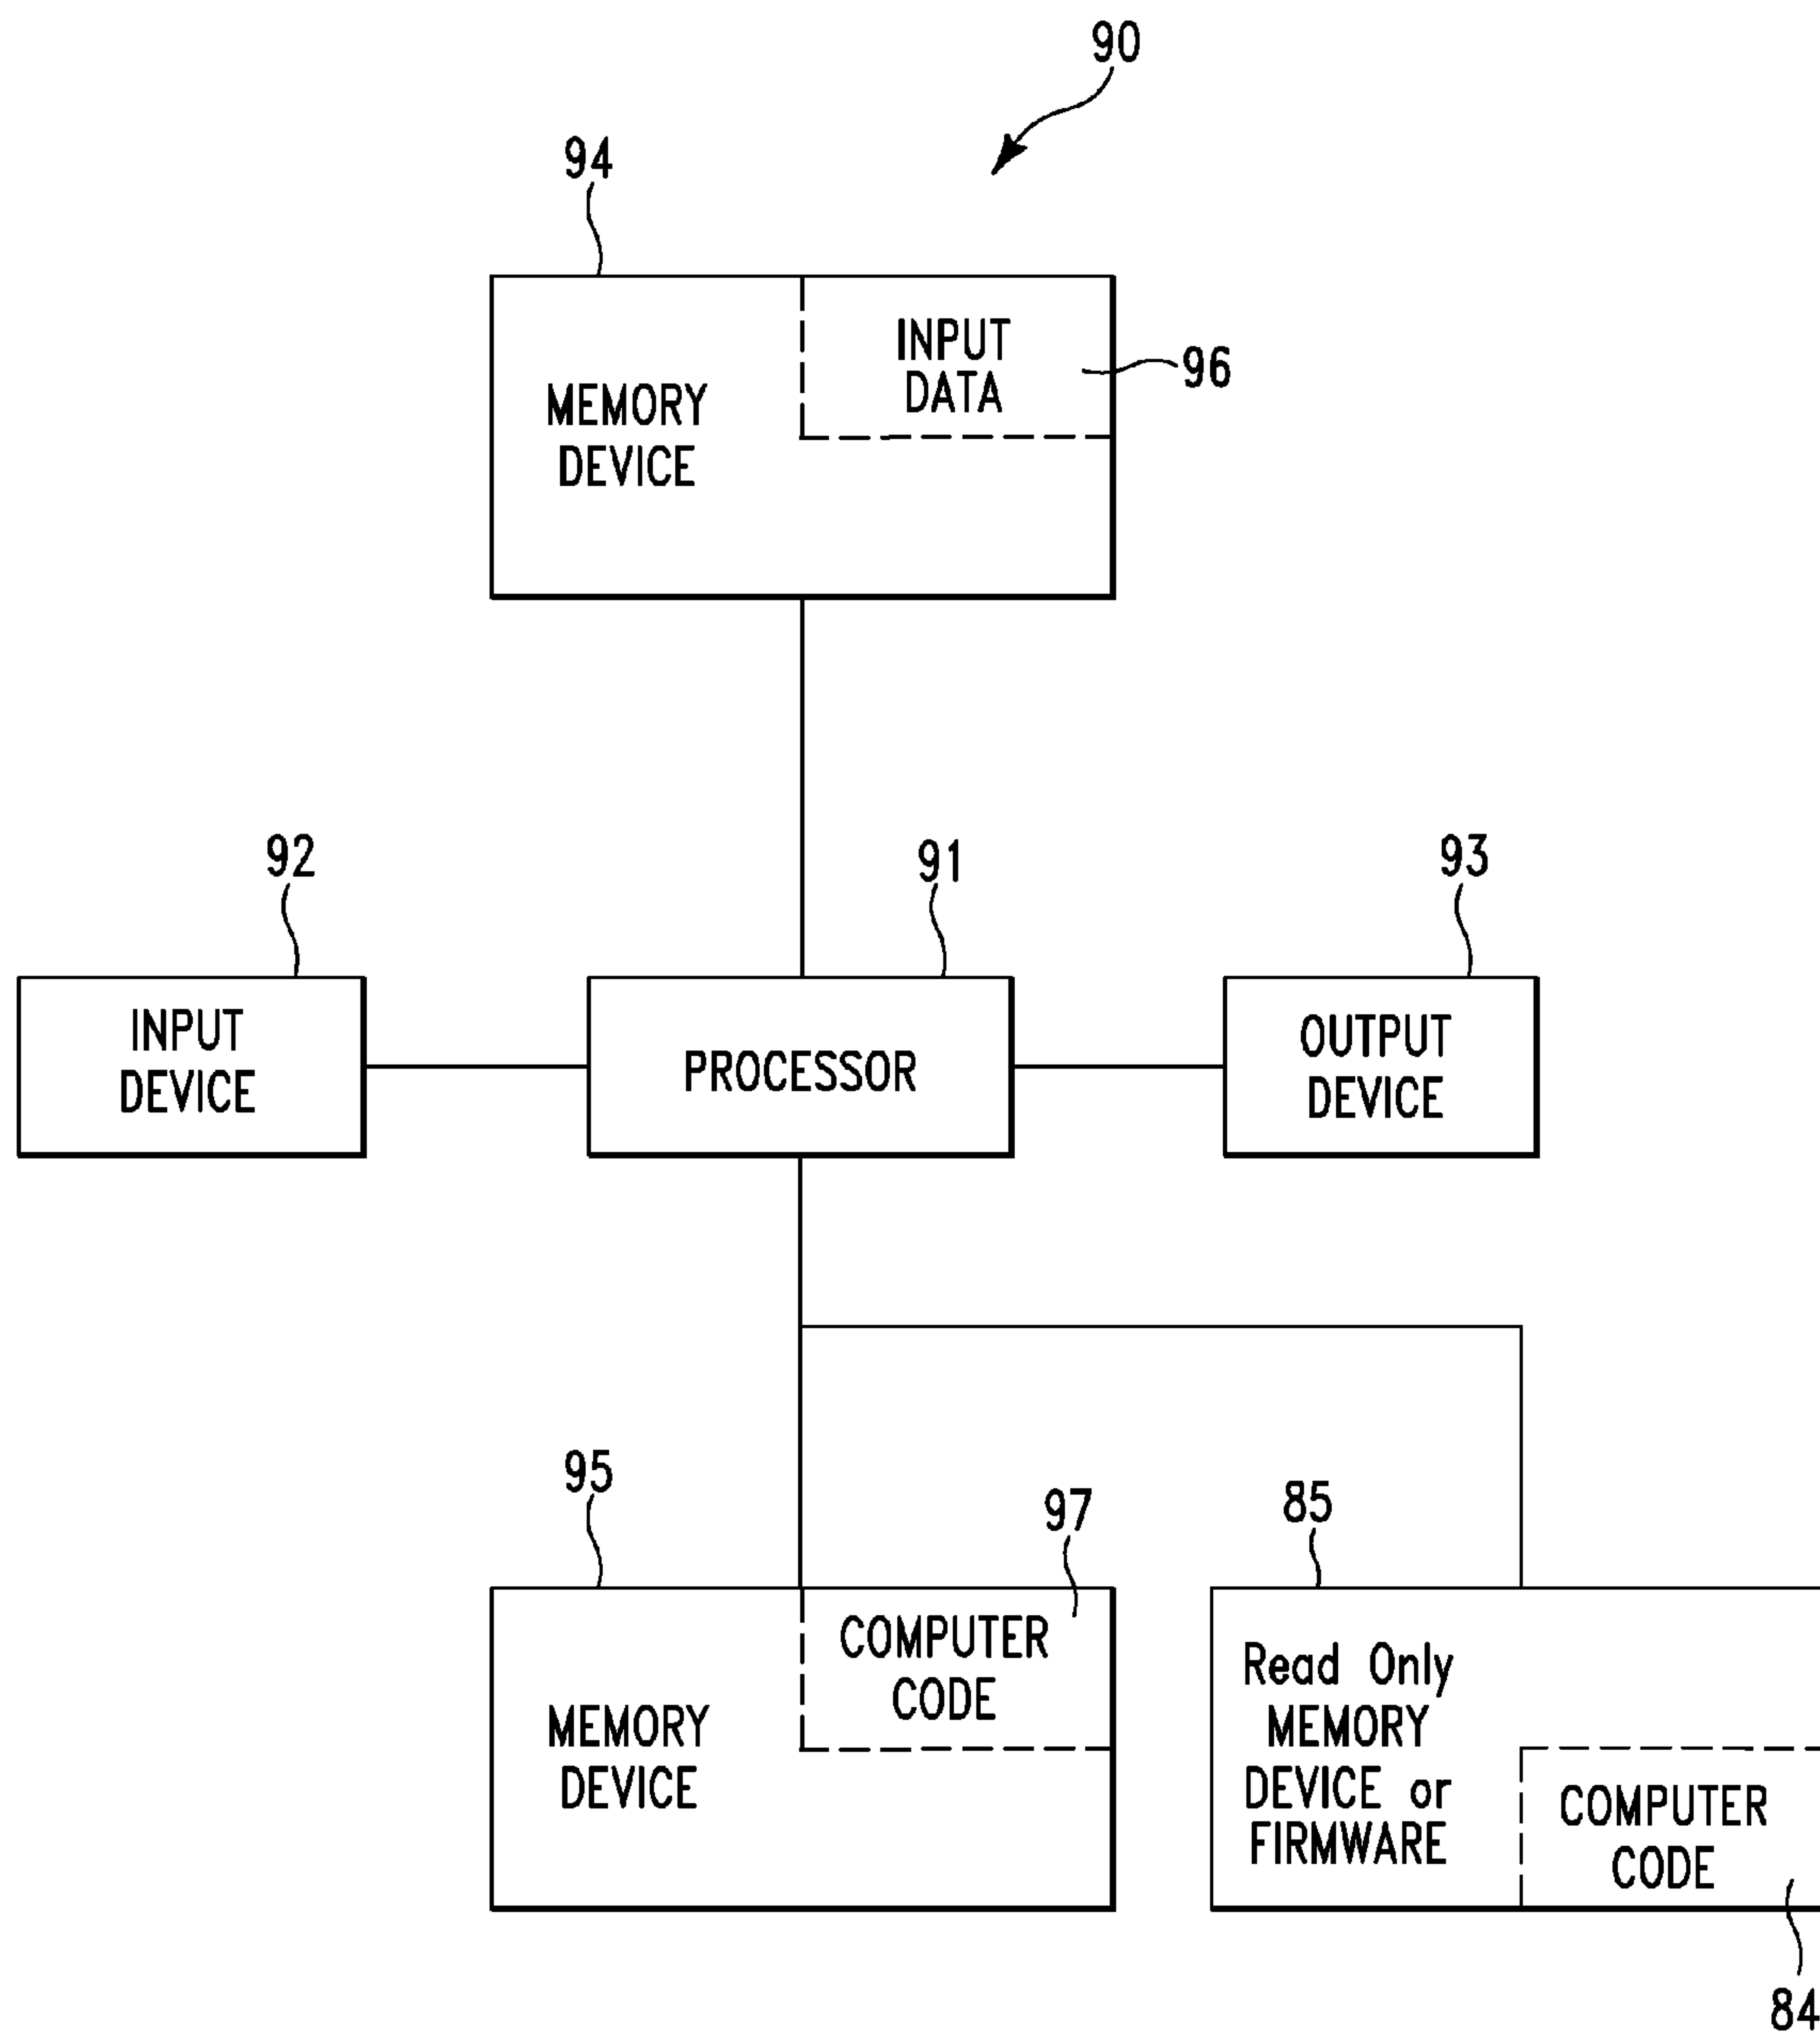 90
94
INPUT
DATA
96
MEMORY
DEVICE
92
91
93
INPUT
DEVICE
PROCESSOR
OUTPUT
DEVICE
95
97
85
COMPUTER
CODE
MEMORY
DEVICE
Read Only
MEMORY
DEVICE or
FIRMWARE
COMPUTER
CODE
84